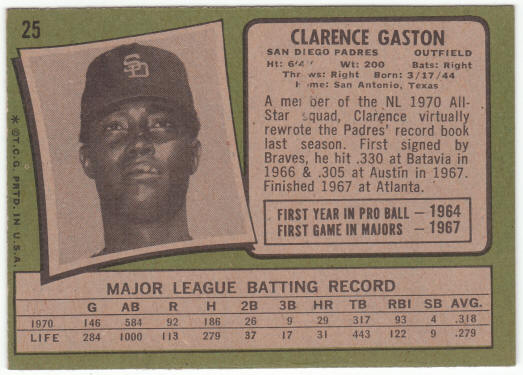 25
SD
✱ © T.C.G. PRTD. IN U.S.A.
CLARENCE GASTON
SAN DIEGO PADRES OUTFIELD
Ht: Wt: 200 Bats: Right
Throws: Right Born: 3/17/44
Home: San Antonio, Texas
A member of the NL 1970 All-
Star squad, Clarence virtually
rewrote the Padres' record book
last season. First signed by
Braves, he hit .330 at Batavia in
1966 & .305 at Austin in 1967.
Finished 1967 at Atlanta.
FIRST YEAR IN PRO BALL — 1964
FIRST GAME IN MAJORS — 1967
MAJOR LEAGUE BATTING RECORD
G AB R H 2B 3B HR TB RBI SB AVG.
1970 146 584 92 186 26 9 29 317 93 4 .318
LIFE 284 1000 113 279 37 17 31 443 122 9 .279